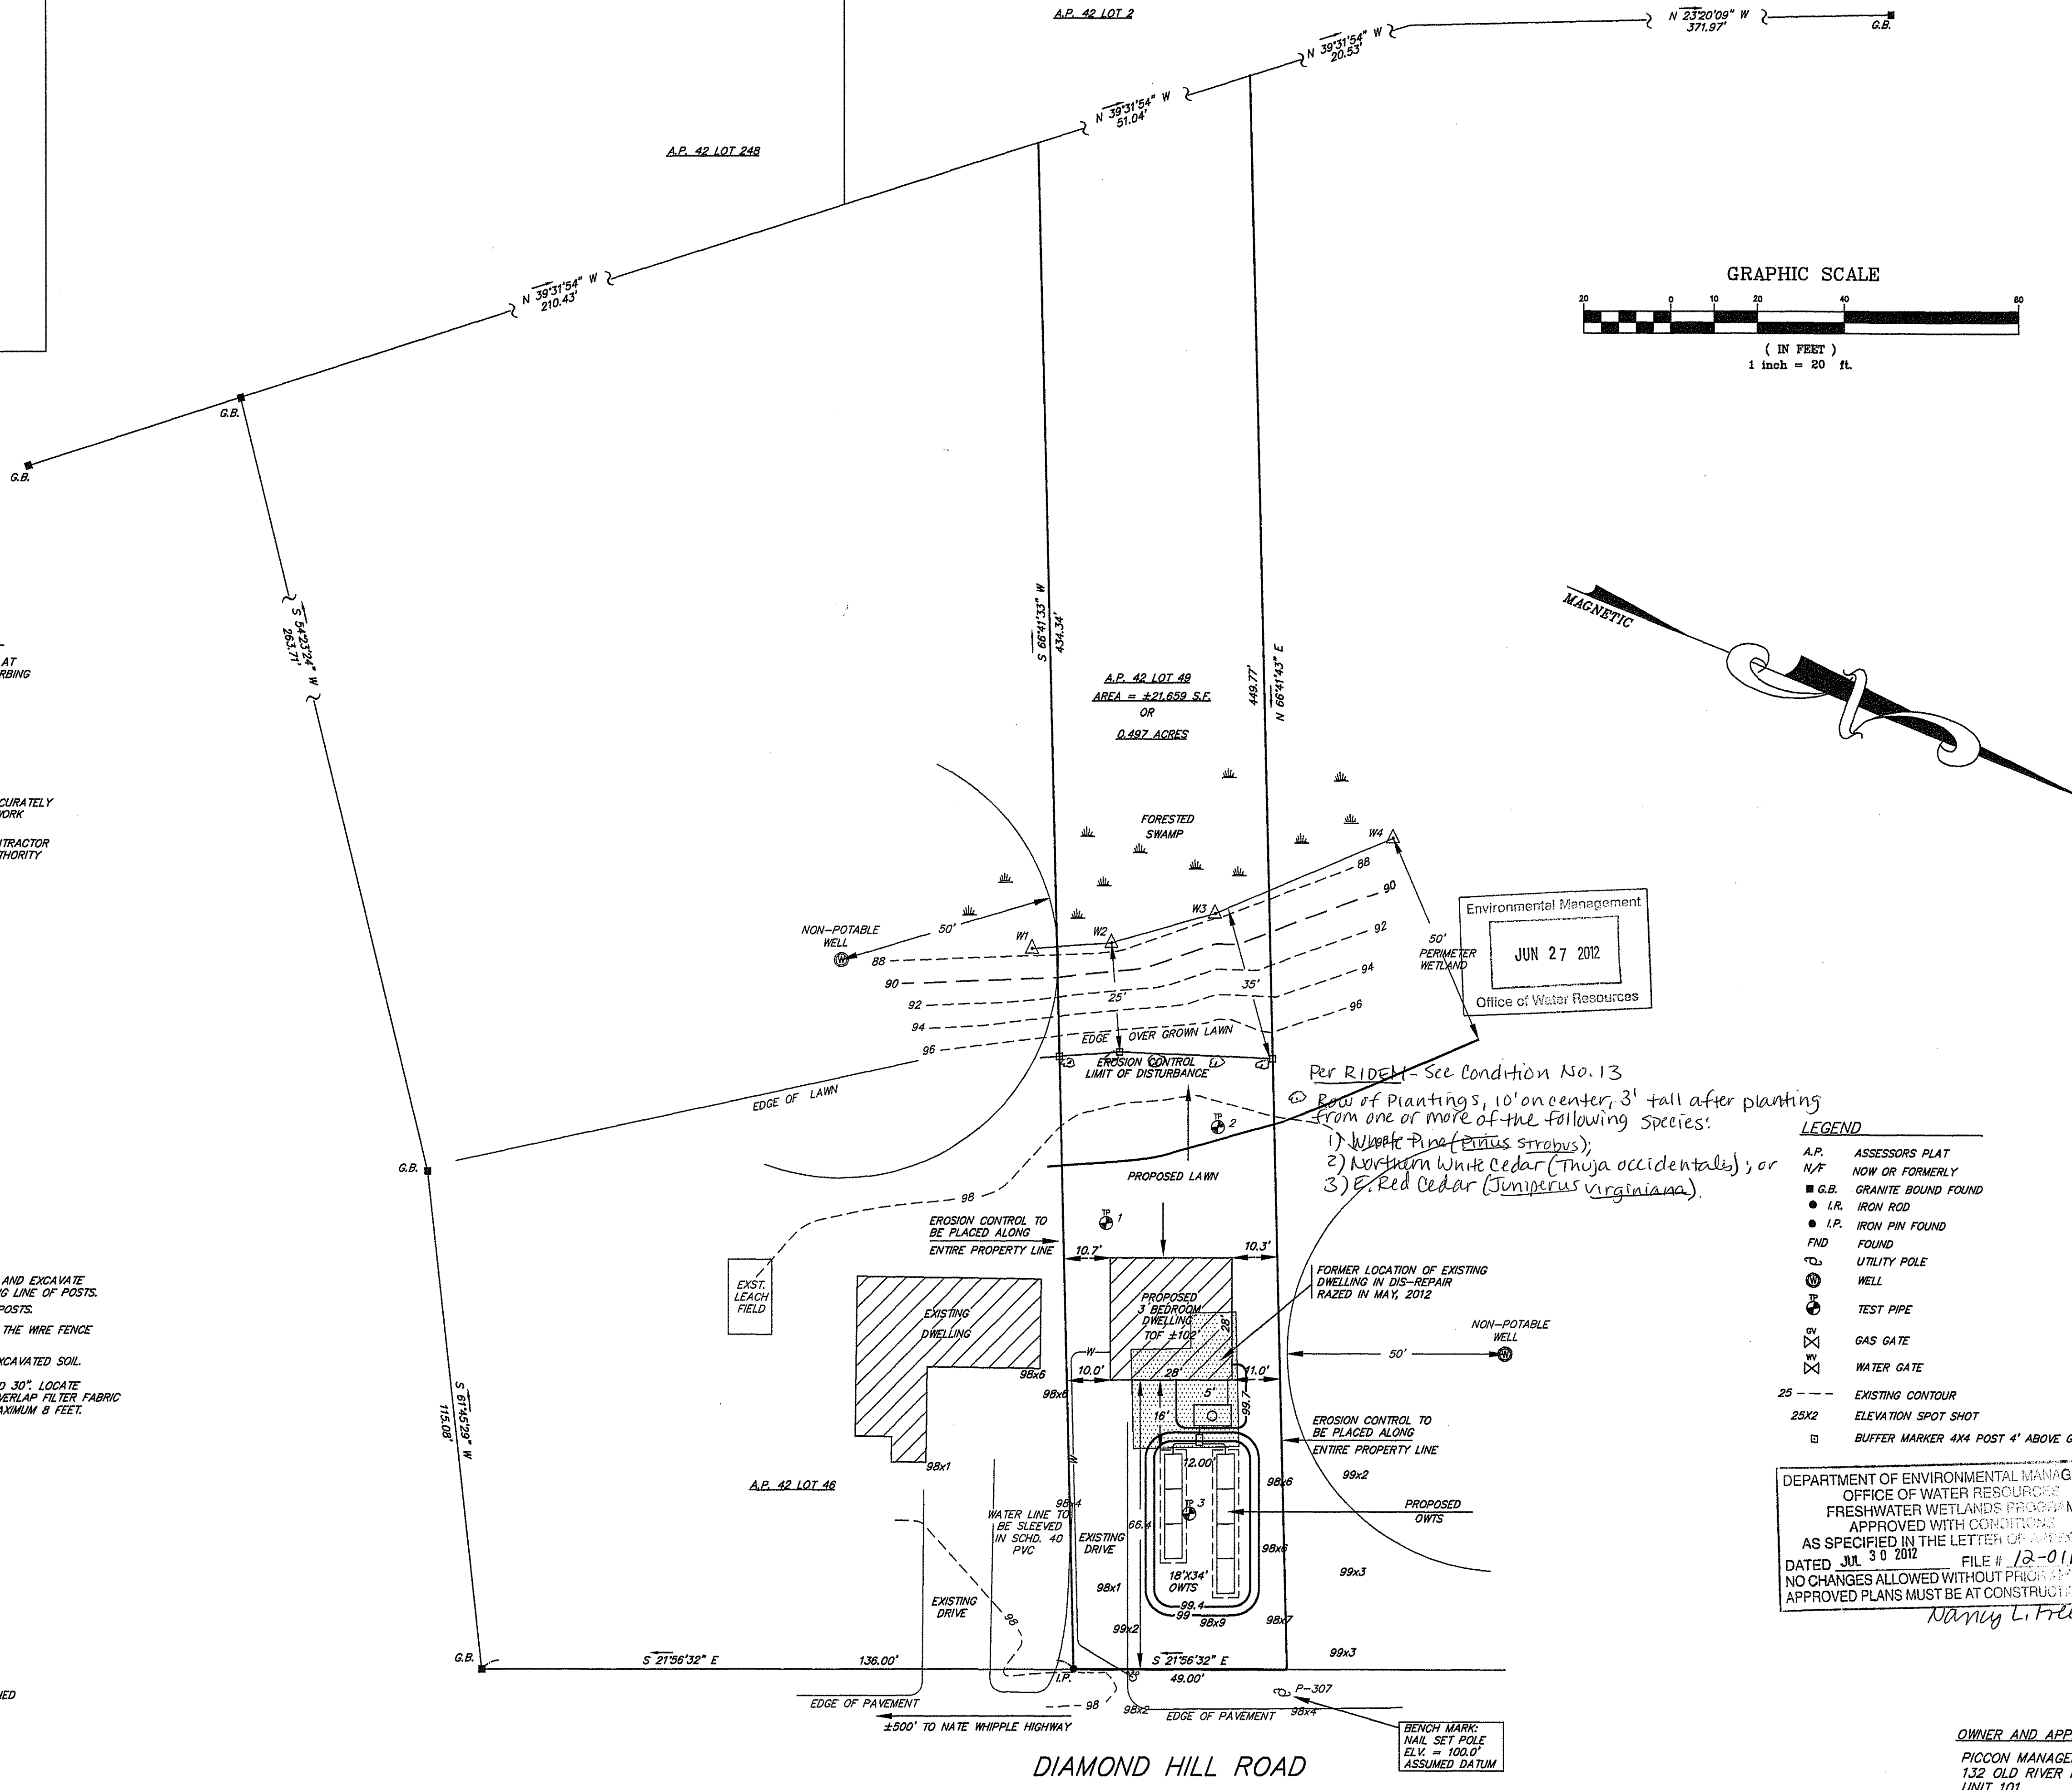 A.P. 42 LOT 2
N 23°20'09" W
371.97'
G.B.
N 39°31'54" W
20.53'
N 39°31'54" W
51.04'
A.P. 42 LOT 248
N 39°31'54" W
210.43'
G.B.
G.B.
GRAPHIC SCALE
20 0 10 20 40 80
( IN FEET )
1 inch = 20 ft.
MAGNETIC
S 54°23'24" W
263.71'
S 66°41'33" W
434.34'
449.77'
N 66°41'43" E
AT
RBING
A.P. 42 LOT 49
AREA = ±21,659 S.F.
OR
0.497 ACRES
CURATELY
WORK
NTRACTOR
THORITY
FORESTED
SWAMP
W4
W3
W2
W1
88
90
92
94
96
NON-POTABLE
WELL
50'
88
90
92
94
96
25'
35'
50'
PERIMETER
WETLAND
Environmental Management
JUN 27 2012
Office of Water Resources
EDGE OVER GROWN LAWN
EROSION CONTROL
LIMIT OF DISTURBANCE
EDGE OF LAWN
Per RIDEM - See Condition No. 13
Row of Plantings, 10' on center, 3' tall after planting
from one or more of the following species:
1) White Pine (Pinus strobus);
2) Northern White Cedar (Thuja occidentalis); or
3) E. Red Cedar (Juniperus virginiana).
TP 2
PROPOSED LAWN
G.B.
98
TP 1
EROSION CONTROL TO
BE PLACED ALONG
ENTIRE PROPERTY LINE
10.7'
10.3'
LEGEND
A.P. ASSESSORS PLAT
N/F NOW OR FORMERLY
G.B. GRANITE BOUND FOUND
I.R. IRON ROD
I.P. IRON PIN FOUND
FND FOUND
UTILITY POLE
W WELL
TP TEST PIPE
GV GAS GATE
WV WATER GATE
25 EXISTING CONTOUR
25X2 ELEVATION SPOT SHOT
BUFFER MARKER 4X4 POST 4' ABOVE G
AND EXCAVATE
G LINE OF POSTS.
POSTS.
THE WIRE FENCE
XCAVATED SOIL.
D 30". LOCATE
VERLAP FILTER FABRIC
AXIMUM 8 FEET.
EXST.
LEACH
FIELD
EXISTING
DWELLING
PROPOSED
3 BEDROOM
DWELLING
TOF ±102'
28'
28'
FORMER LOCATION OF EXISTING
DWELLING IN DIS-REPAIR
RAZED IN MAY, 2012
NON-POTABLE
WELL
50'
W
98x6
98x6
10.0'
11.0'
5'
99.7
16'
EROSION CONTROL TO
BE PLACED ALONG
ENTIRE PROPERTY LINE
S 61°45'29" W
115.08'
W
98x1
12.00'
98x6
99x2
A.P. 42 LOT 46
98x4
WATER LINE TO
BE SLEEVED
IN SCHD. 40
PVC
66.4
EXISTING
DRIVE
TP 3
PROPOSED
OWTS
98x6
18'X34'
OWTS
99x3
98x1
99.4
99
98x9
98x7
EXISTING
DRIVE
98
99x2
99x3
DEPARTMENT OF ENVIRONMENTAL MANAG
OFFICE OF WATER RESOURCES
FRESHWATER WETLANDS PROGRAM
APPROVED WITH CONDITIONS
AS SPECIFIED IN THE LETTER OF
DATED JUL 30 2012 FILE # 12-01
NO CHANGES ALLOWED WITHOUT PRIOR
APPROVED PLANS MUST BE AT CONSTRUCTI
Nancy L. Free
G.B.
S 21°56'32" E
136.00'
I.P.
S 21°56'32" E
49.00'
EDGE OF PAVEMENT
98
98x2
EDGE OF PAVEMENT
98x4
P-307
±500' TO NATE WHIPPLE HIGHWAY
BENCH MARK:
NAIL SET POLE
ELV. = 100.0'
ASSUMED DATUM
DIAMOND HILL ROAD
OWNER AND APP
PICCON MANAGE
132 OLD RIVER
UNIT 101